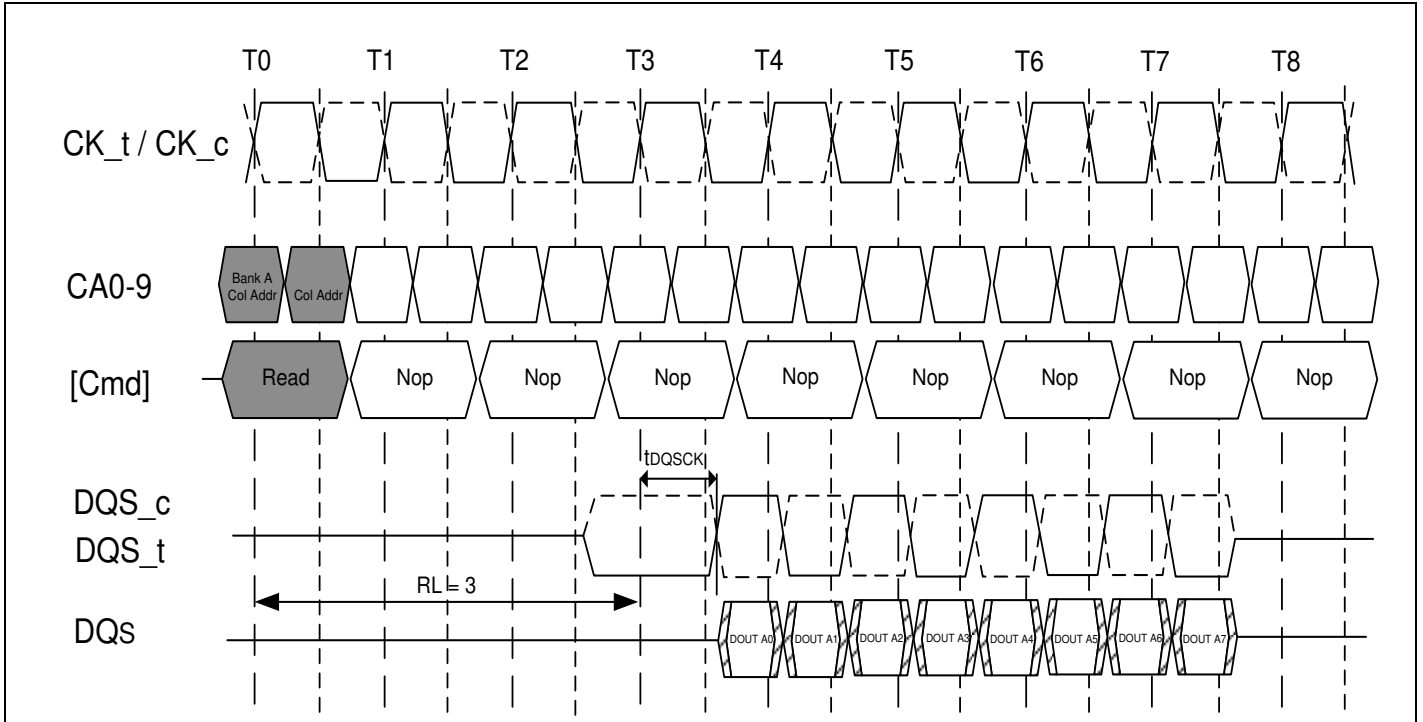 T0 T1 T2 T3 T4 T5 T6 T7 T8
CK_t / CK_c
CA0-9
Bank A
Col Addr
Col Addr
[Cmd]
Read Nop Nop Nop Nop Nop Nop Nop Nop
tDQSCK
DQS_c
DQS_t
RL = 3
DQs
DOUT A0 DOUT A1 DOUT A2 DOUT A3 DOUT A4 DOUT A5 DOUT A6 DOUT A7